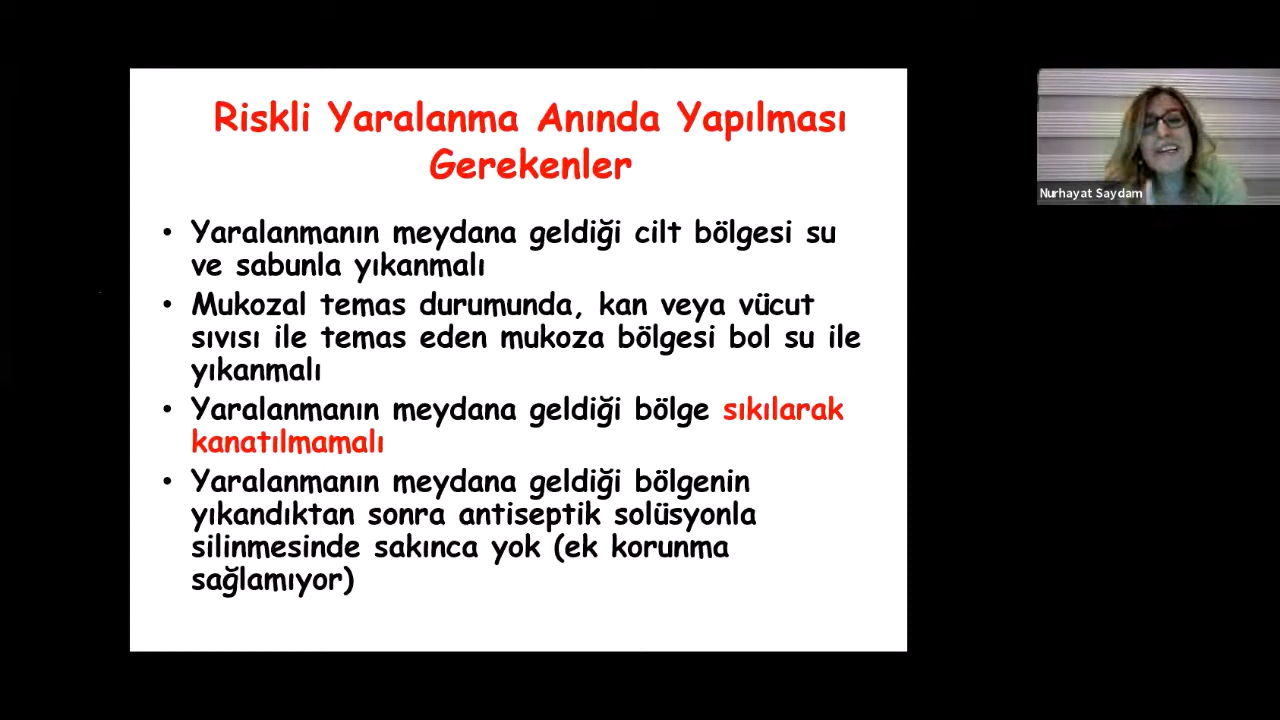 Riskli Yaralanma Anında Yapılması
Gerekenler
• Yaralanmanın meydana geldiği cilt bölgesi su
ve sabunla yıkanmalı
• Mukozal temas durumunda, kan veya vücut
sıvısı ile temas eden mukoza bölgesi bol su ile
yıkanmalı
• Yaralanmanın meydana geldiği bölge sıkılarak
kanatılmamalı
• Yaralanmanın meydana geldiği bölgenin
yıkandıktan sonra antiseptik solüsyonla
silinmesinde sakınca yok (ek korunma
sağlamıyor)
Nurhayat Saydam